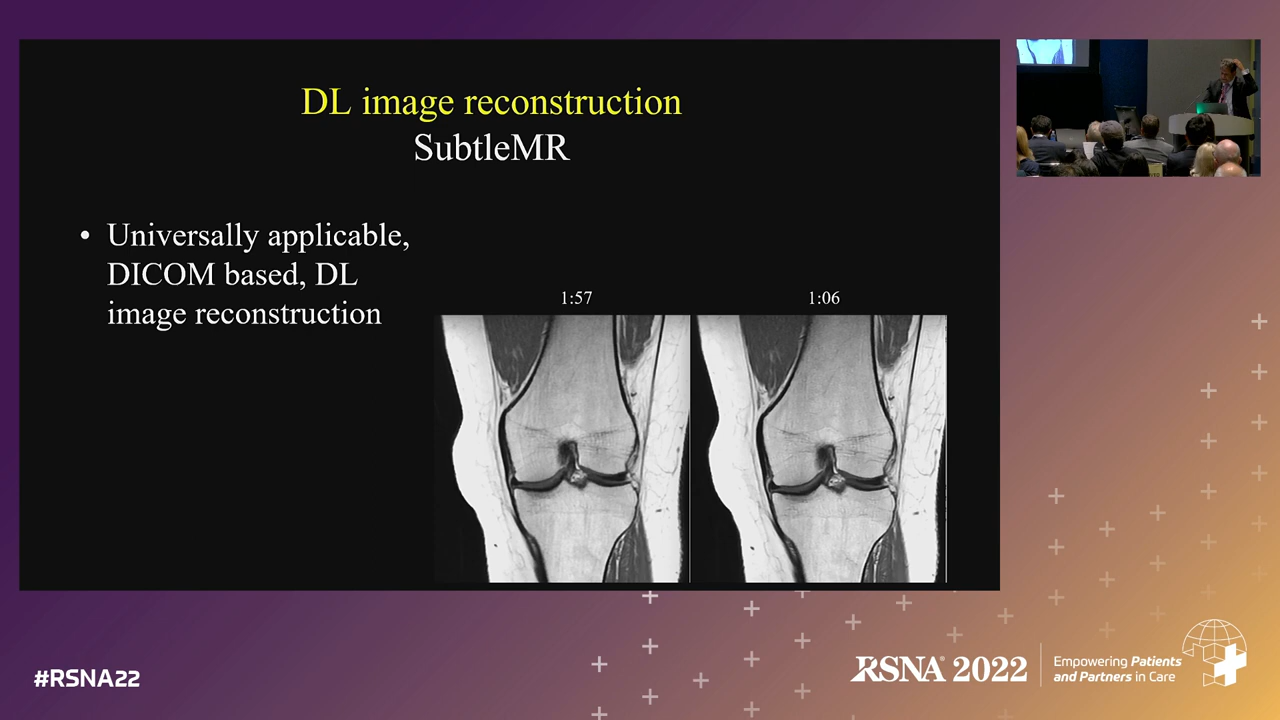 DL image reconstruction
SubtleMR
• Universally applicable,
DICOM based, DL
image reconstruction
1:57
1:06
#RSNA22
RSNA® 2022
Empowering Patients
and Partners in Care